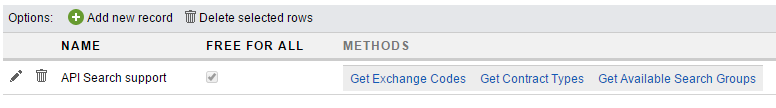 Options: Add new record Delete selected rows
NAME FREE FOR ALL METHODS
API Search support Get Exchange Codes Get Contract Types Get Available Search Groups